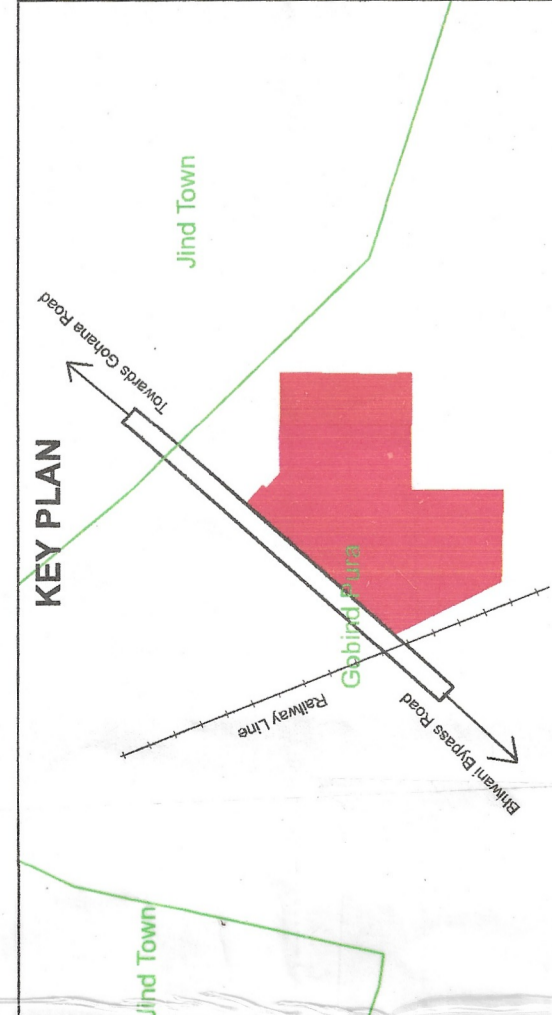 KEY PLAN
Jind Town
Towards Gohana Road
Gobind Pura
Railway Line
Bhiwani Bypass Road
Jind Town